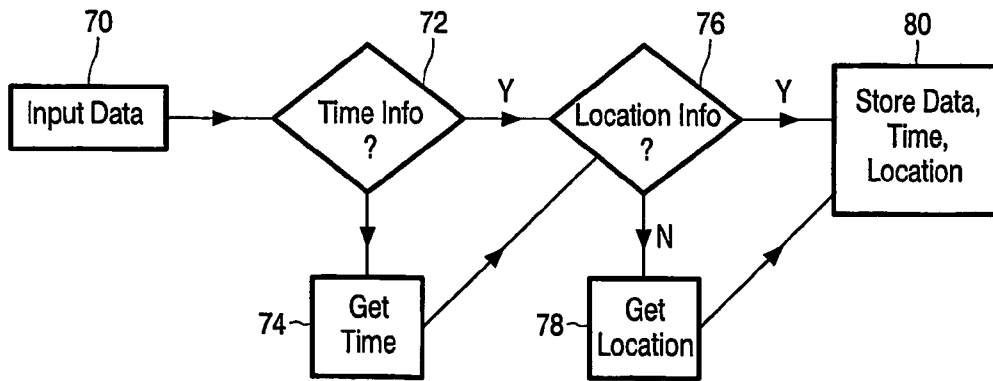 70
72
76
80
Input Data
Time Info
?
Y
Location Info
?
Y
Store Data,
Time,
Location
N
74
Get
Time
78
Get
Location